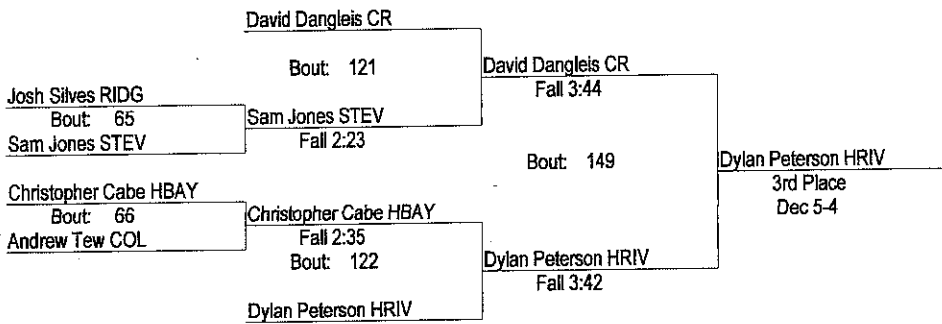 David Dangleis CR
Bout: 121
David Dangleis CR
Fall 3:44
Josh Silves RIDG
Bout: 65
Sam Jones STEV
Sam Jones STEV
Fall 2:23
Bout: 149
Dylan Peterson HRIV
3rd Place
Dec 5-4
Christopher Cabe HBAY
Bout: 66
Andrew Tew COL
Christopher Cabe HBAY
Fall 2:35
Bout: 122
Dylan Peterson HRIV
Fall 3:42
Dylan Peterson HRIV